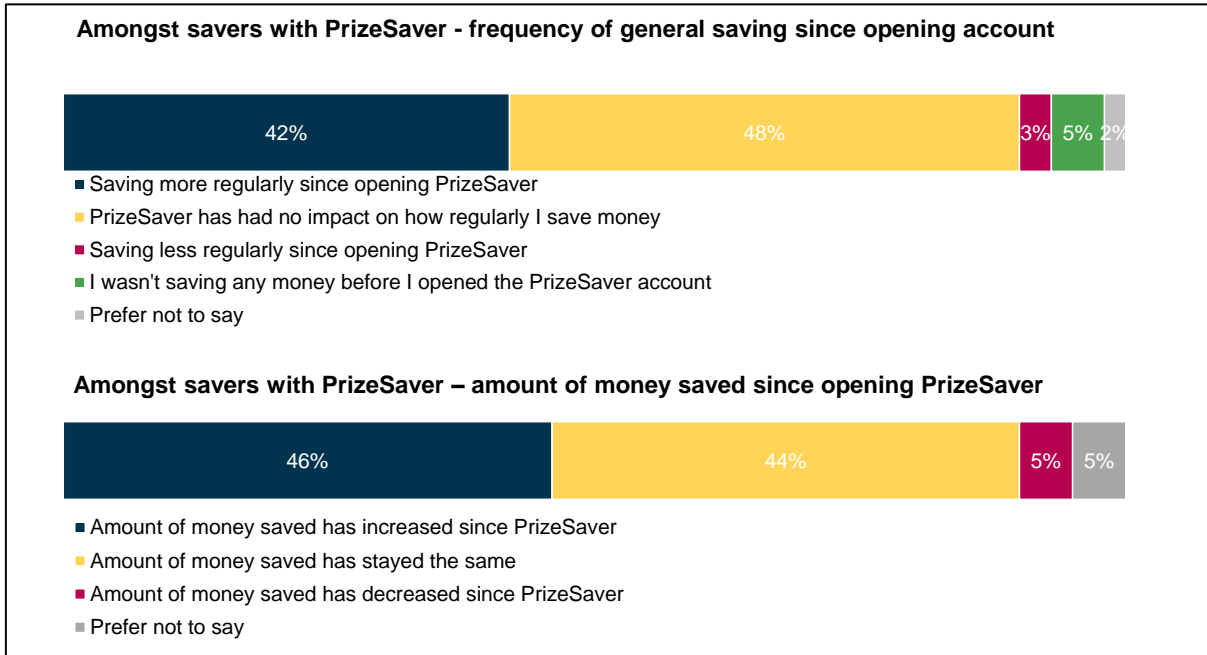 Amongst savers with PrizeSaver - frequency of general saving since opening account
42% 48% 3% 5% 2%
Saving more regularly since opening PrizeSaver
PrizeSaver has had no impact on how regularly I save money
Saving less regularly since opening PrizeSaver
I wasn't saving any money before I opened the PrizeSaver account
Prefer not to say
Amongst savers with PrizeSaver – amount of money saved since opening PrizeSaver
46% 44% 5% 5%
Amount of money saved has increased since PrizeSaver
Amount of money saved has stayed the same
Amount of money saved has decreased since PrizeSaver
Prefer not to say